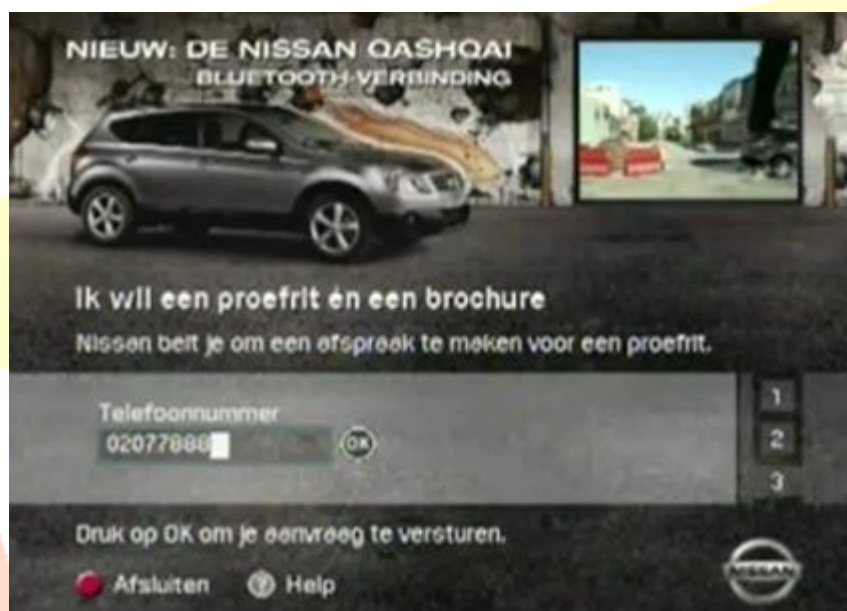 NIEUW: DE NISSAN QASHQAI
BLUETOOTH-VERBINDING
Ik wil een proefrit én een brochure
Nissan belt je om een afspraak te maken voor een proefrit.
Telefoonnummer
02077888
OK
1
2
3
Druk op OK om je aanvraag te versturen.
Afsluiten
? Help
NISSAN